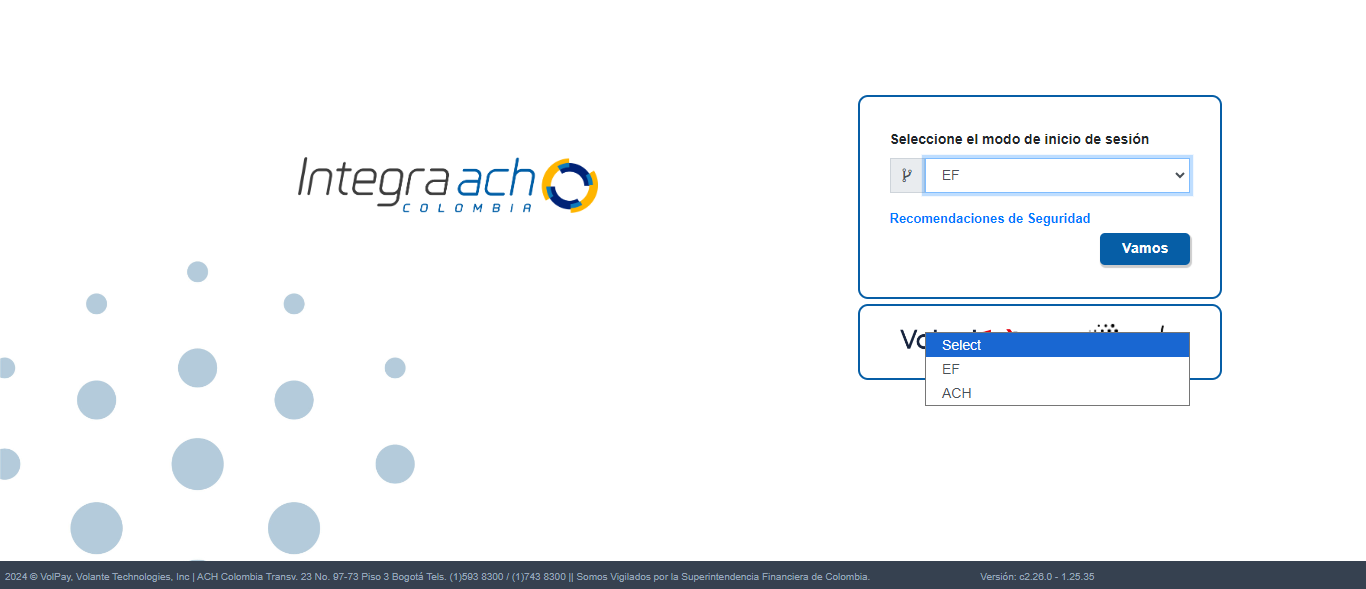 Integra ach
COLOMBIA
Seleccione el modo de inicio de sesión
EF
Recomendaciones de Seguridad
Vamos
Select
EF
ACH
2024 © VolPay, Volante Technologies, Inc | ACH Colombia Transv. 23 No. 97-73 Piso 3 Bogotá Tels. (1)593 8300 / (1)743 8300 || Somos Vigilados por la Superintendencia Financiera de Colombia.
Versión: c2.26.0 - 1.25.35